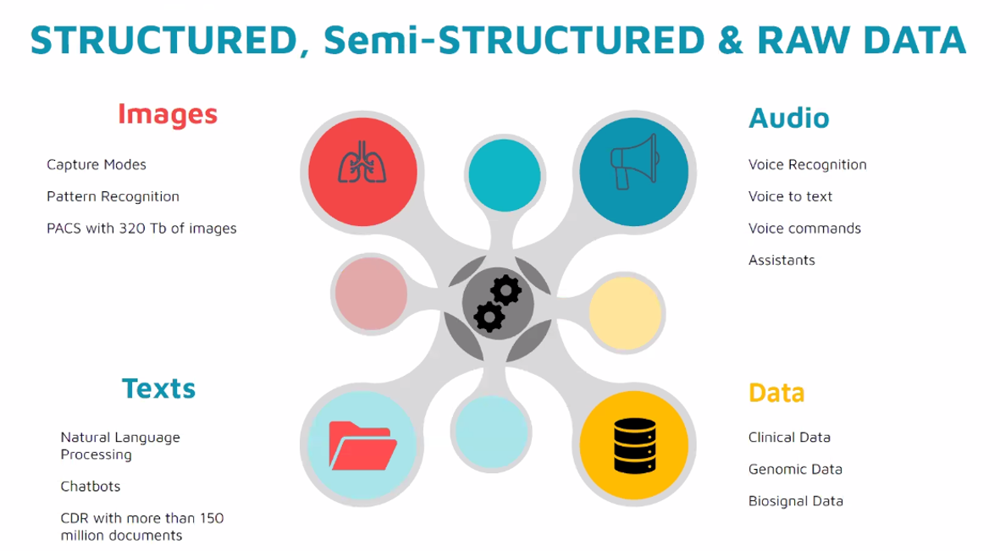 STRUCTURED, Semi-STRUCTURED & RAW DATA
Images
Capture Modes
Pattern Recognition
PACS with 320 Tb of images
Audio
Voice Recognition
Voice to text
Voice commands
Assistants
Texts
Natural Language
Processing
Chatbots
CDR with more than 150
million documents
Data
Clinical Data
Genomic Data
Biosignal Data